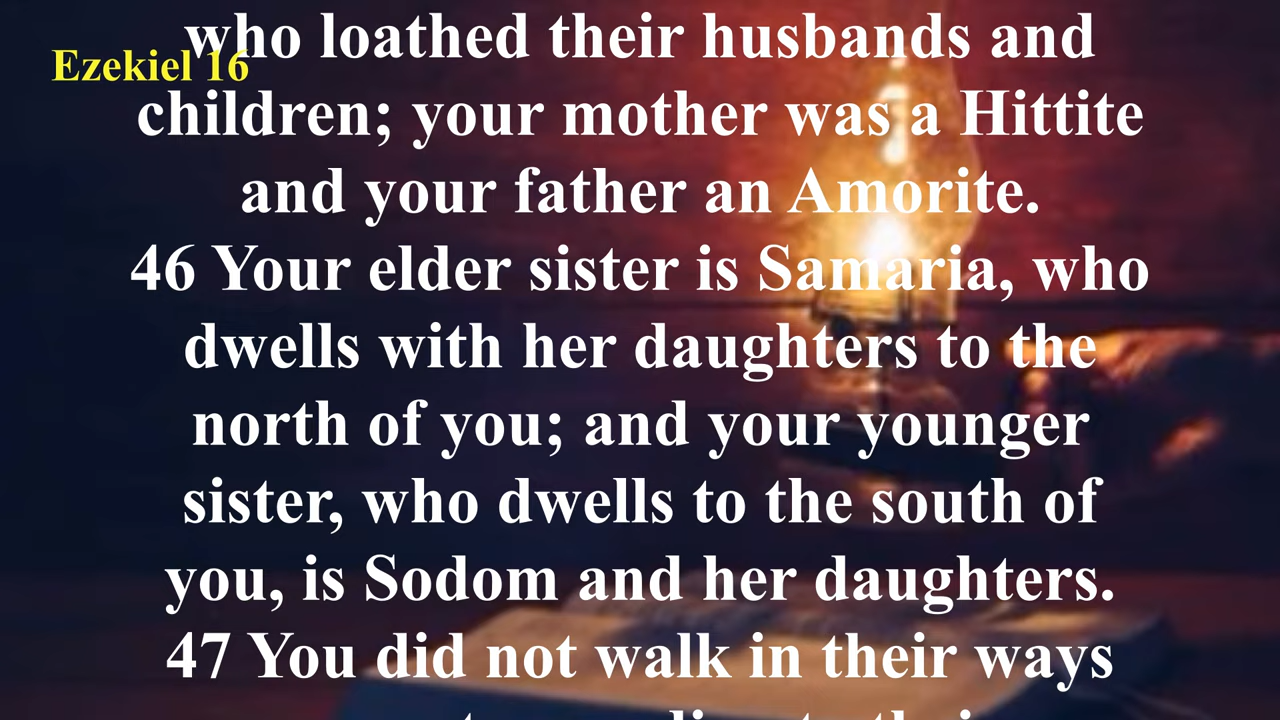 who loathed their husbands and
Ezekiel 16
children; your mother was a Hittite
and your father an Amorite.
46 Your elder sister is Samaria, who
dwells with her daughters to the
north of you; and your younger
sister, who dwells to the south of
you, is Sodom and her daughters.
47 You did not walk in their ways